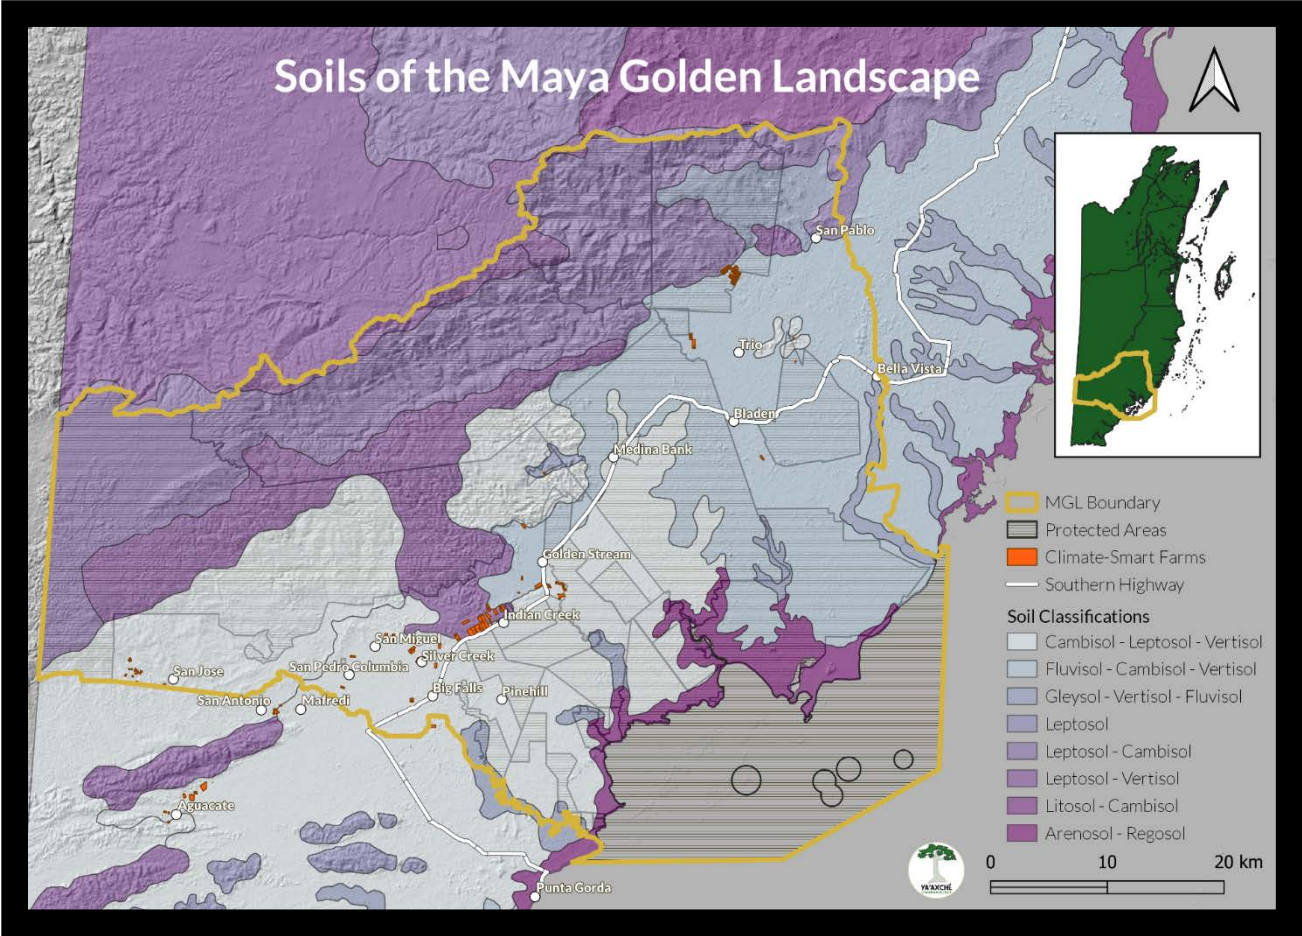 Soils of the Maya Golden Landscape
San Pablo
Trio
Bella Vista
Bladen
Medina Bank
Golden Stream
Indian Creek
San Miguel
Silver Creek
San Pedro Columbia
San Jose
Big Falls
Pinehill
San Antonio
Mafredi
Aguacate
Punta Gorda
MGL Boundary
Protected Areas
Climate-Smart Farms
Southern Highway
Soil Classifications
Cambisol - Leptosol - Vertisol
Fluvisol - Cambisol - Vertisol
Gleysol - Vertisol - Fluvisol
Leptosol
Leptosol - Cambisol
Leptosol - Vertisol
Litosol - Cambisol
Arenosol - Regosol
YA'AXCHÉ
0 10 20 km